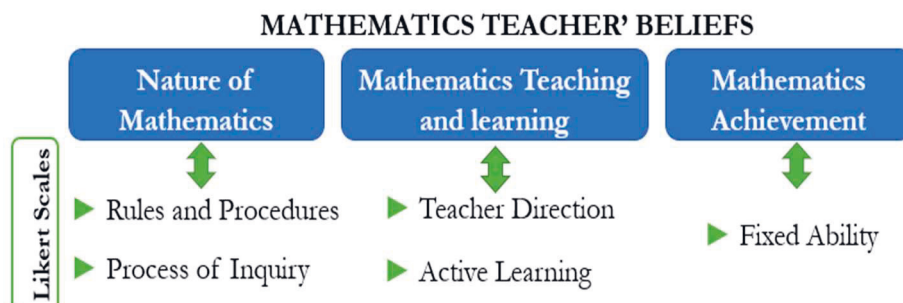 MATHEMATICS TEACHER’ BELIEFS
Nature of
Mathematics
Mathematics Teaching
and learning
Mathematics
Achievement
Likert Scales
Rules and Procedures
Process of Inquiry
Teacher Direction
Active Learning
Fixed Ability